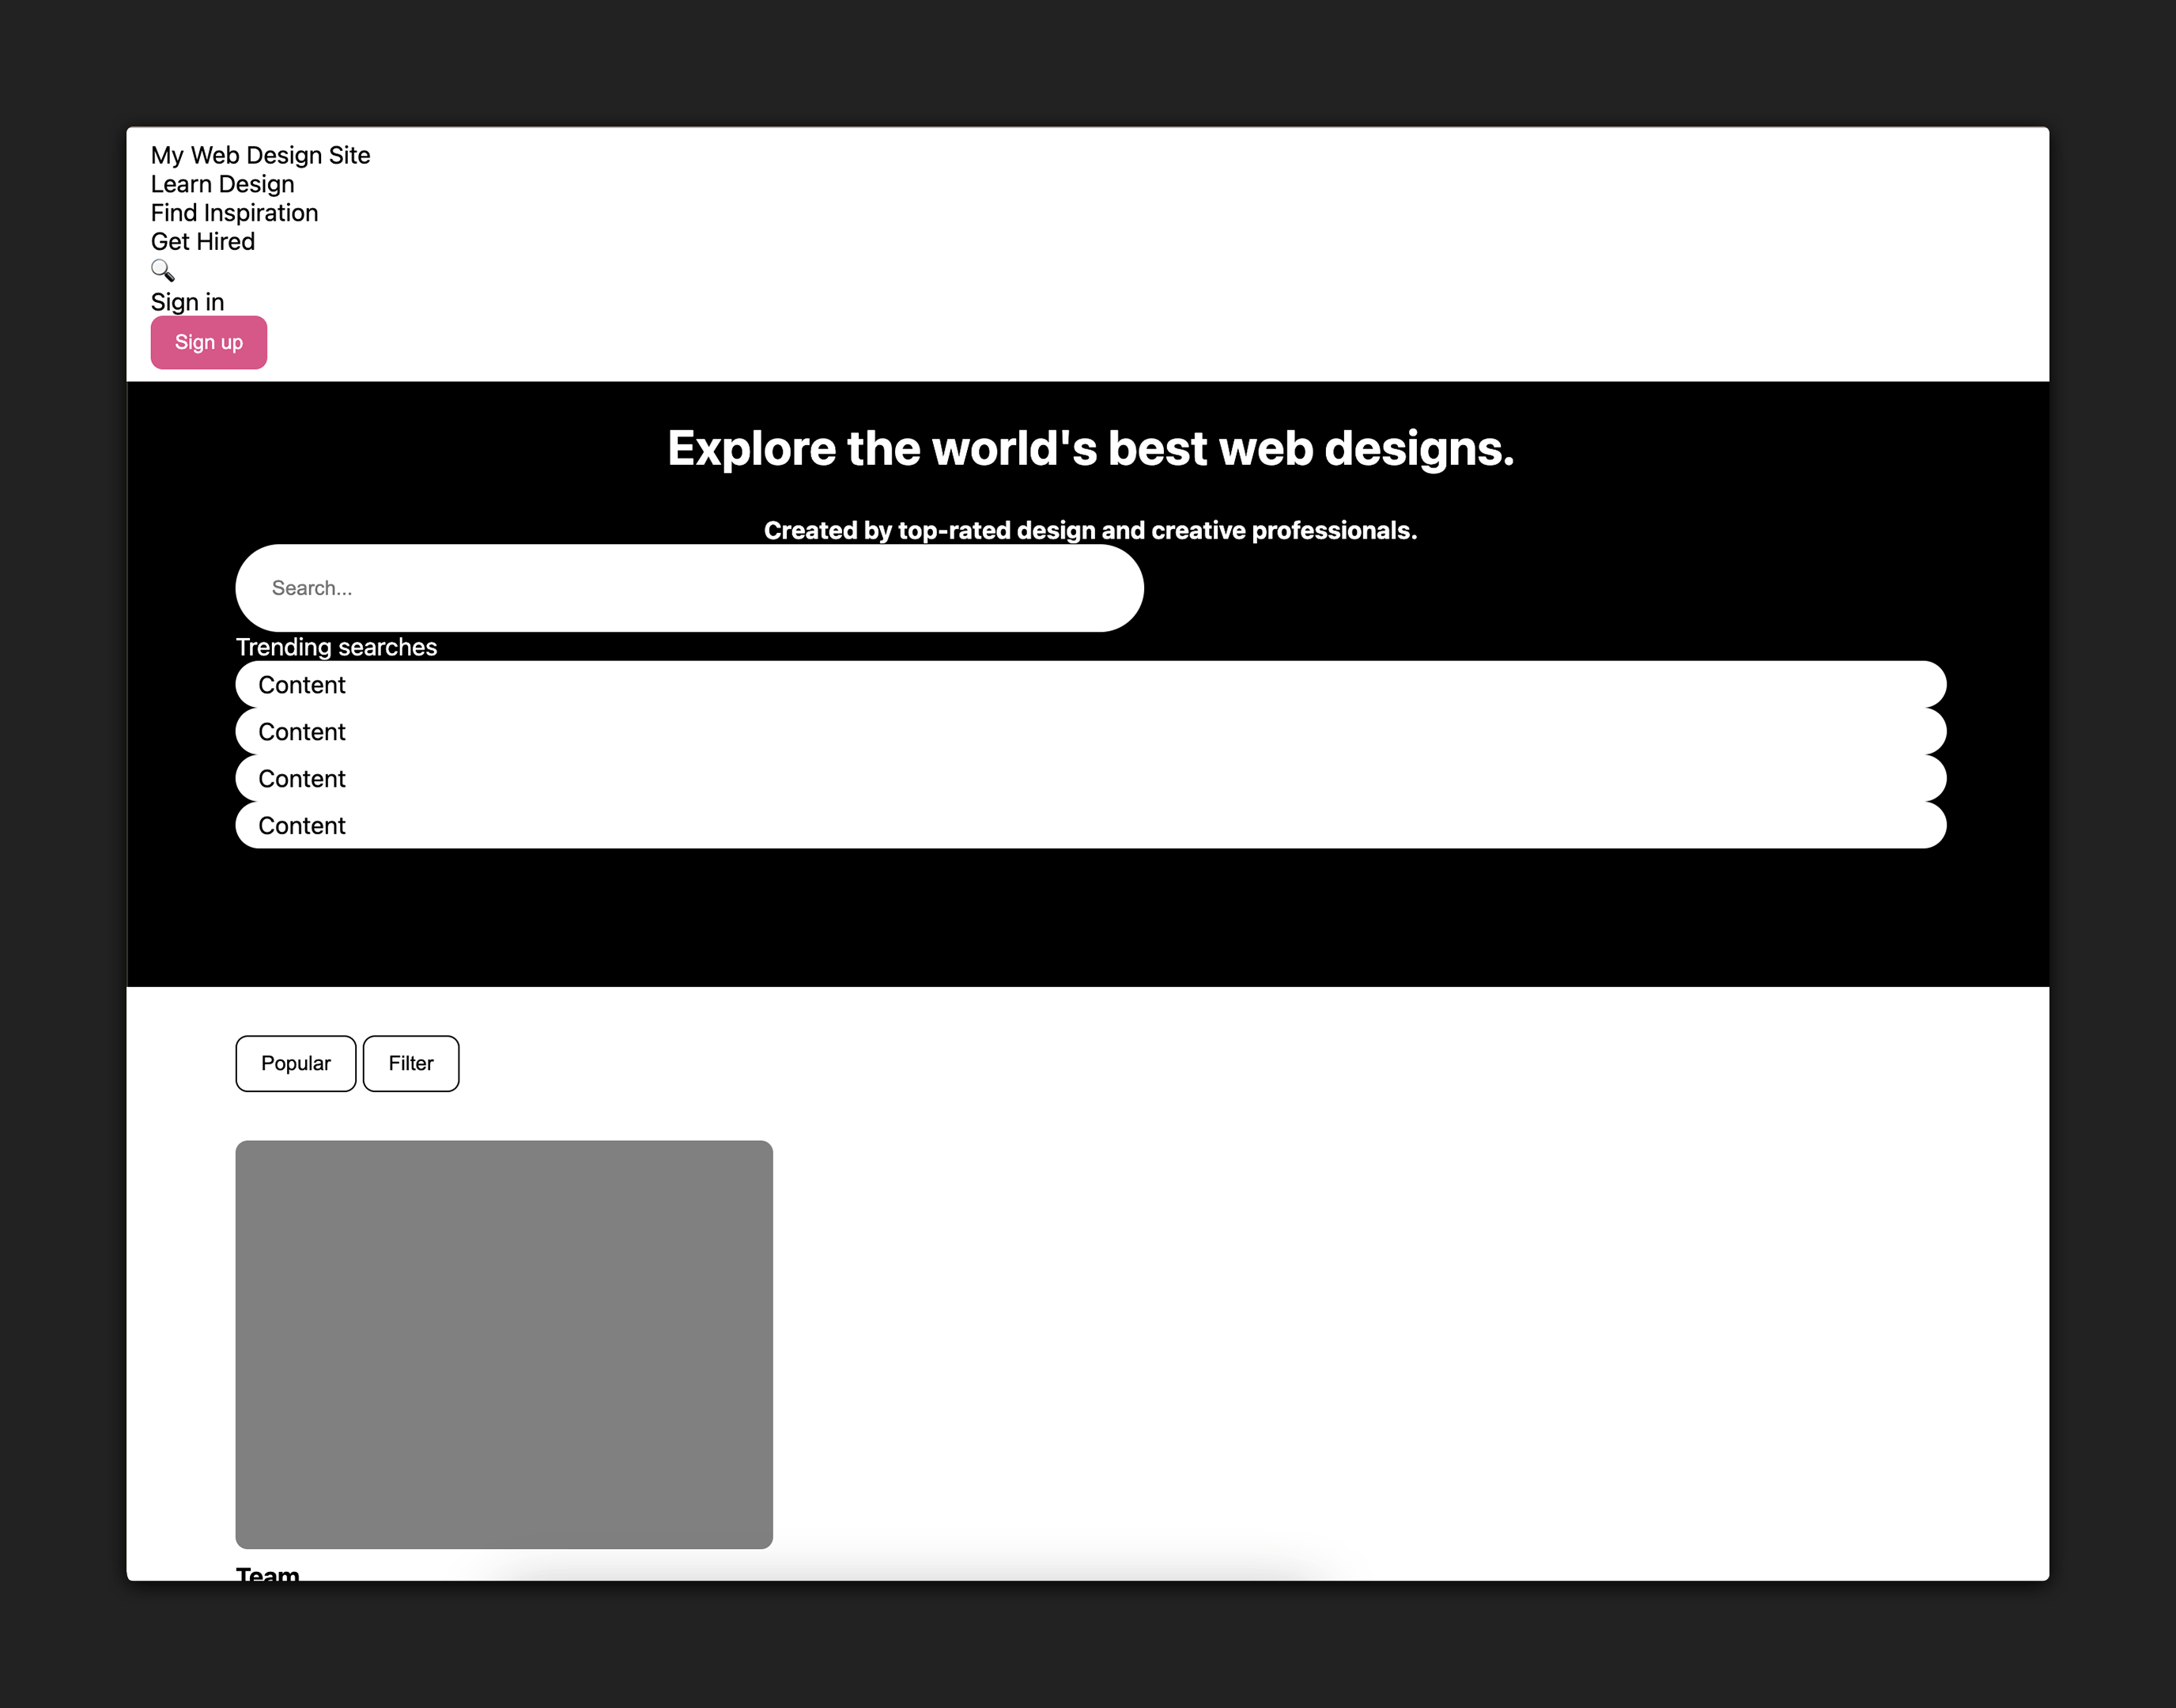 My Web Design Site
Learn Design
Find Inspiration
Get Hired
Sign in
Sign up
Explore the world's best web designs.
Created by top-rated design and creative professionals.
Search...
Trending searches
Content
Content
Content
Content
Popular
Filter
Team